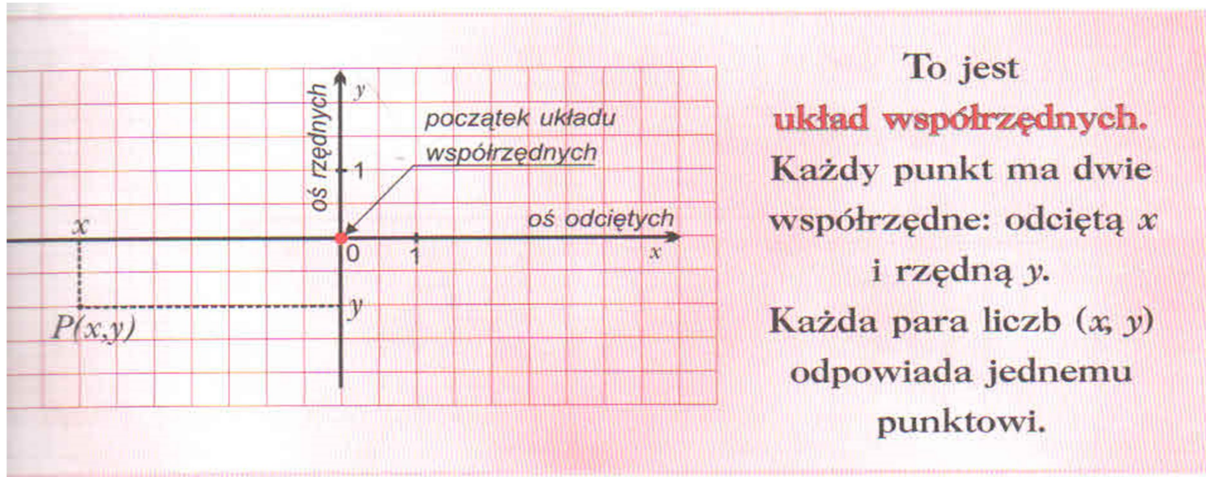 oś rzędnych
y
początek układu
współrzędnych
1
x
oś odciętych
0
1
x
y
P(x,y)
To jest
układ współrzędnych.
Każdy punkt ma dwie
współrzędne: odciętą x
i rzędną y.
Każda para liczb (x, y)
odpowiada jednemu
punktowi.